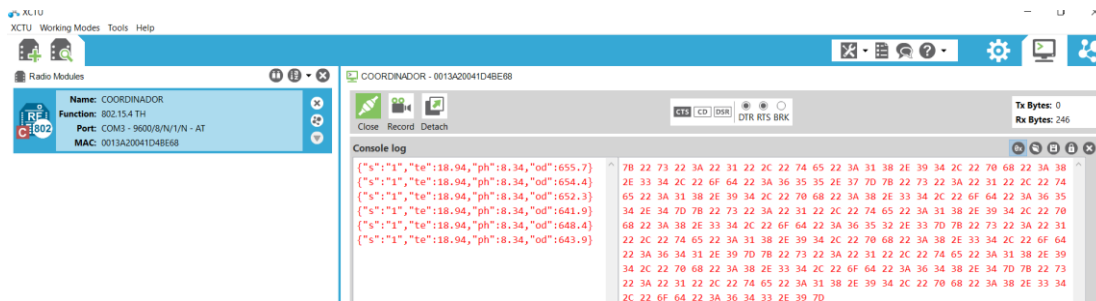 XCTU
XCTU Working Modes Tools Help
Radio Modules
Name: COORDINADOR
Function: 802.15.4 TH
Port: COM3 - 9600/8/N/1/N - AT
MAC: 0013A20041D4BE68
COORDINADOR - 0013A20041D4BE68
Close Record Detach
CTS CD DSR DTR RTS BRK
Tx Bytes: 0
Rx Bytes: 246
Console log
{"s":"1","te":18.94,"ph":8.34,"od":655.7}
{"s":"1","te":18.94,"ph":8.34,"od":654.4}
{"s":"1","te":18.94,"ph":8.34,"od":652.3}
{"s":"1","te":18.94,"ph":8.34,"od":641.9}
{"s":"1","te":18.94,"ph":8.34,"od":648.4}
{"s":"1","te":18.94,"ph":8.34,"od":643.9}
7B 22 73 22 3A 22 31 22 2C 22 74 65 22 3A 31 38 2E 39 34 2C 22 70 68 22 3A 38
2E 33 34 2C 22 6F 64 22 3A 36 35 35 2E 37 7D 7B 22 73 22 3A 22 31 22 2C 22 74
65 22 3A 31 38 2E 39 34 2C 22 70 68 22 3A 38 2E 33 34 2C 22 6F 64 22 3A 36 35
34 2E 34 7D 7B 22 73 22 3A 22 31 22 2C 22 74 65 22 3A 31 38 2E 39 34 2C 22 70
68 22 3A 38 2E 33 34 2C 22 6F 64 22 3A 36 35 32 2E 33 7D 7B 22 73 22 3A 22 31
22 2C 22 74 65 22 3A 31 38 2E 39 34 2C 22 70 68 22 3A 38 2E 33 34 2C 22 6F 64
22 3A 36 34 31 2E 39 7D 7B 22 73 22 3A 22 31 22 2C 22 74 65 22 3A 31 38 2E 39
34 2C 22 70 68 22 3A 38 2E 33 34 2C 22 6F 64 22 3A 36 34 38 2E 34 7D 7B 22 73
22 3A 22 31 22 2C 22 74 65 22 3A 31 38 2E 39 34 2C 22 70 68 22 3A 38 2E 33 34
2C 22 6F 64 22 3A 36 34 33 2E 39 7D